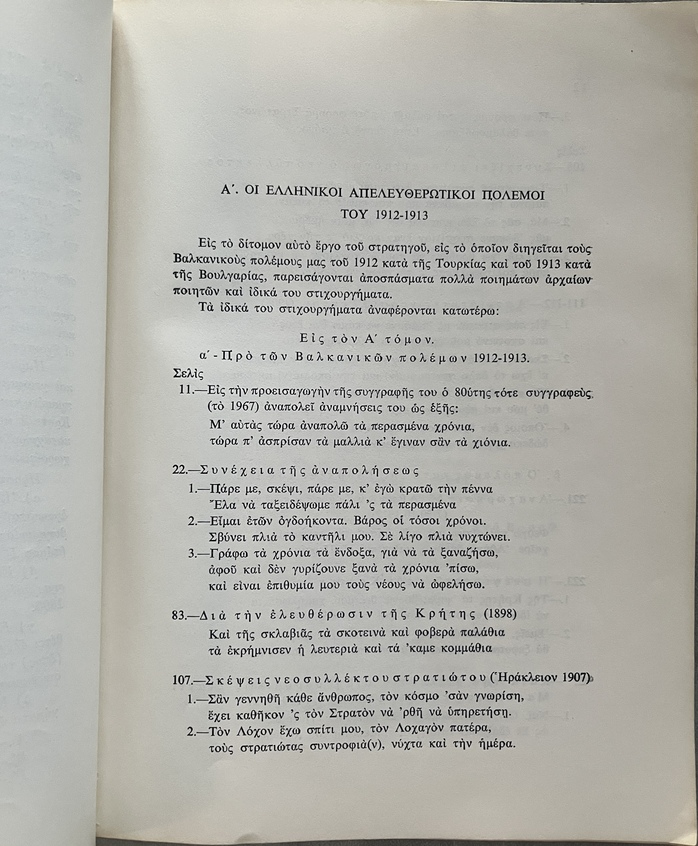 Α΄. ΟΙ ΕΛΛΗΝΙΚΟΙ ΑΠΕΛΕΥΘΕΡΩΤΙΚΟΙ ΠΟΛΕΜΟΙ
ΤΟΥ 1912-1913
Εἰς τὸ δίτομον αὐτὸ ἔργο τοῦ στρατηγοῦ, εἰς τὸ ὁποῖον διηγεῖται τοὺς
Βαλκανικοὺς πολέμους μας τοῦ 1912 κατὰ τῆς Τουρκίας καὶ τοῦ 1913 κατὰ
τῆς Βουλγαρίας, παρεισάγονται ἀποσπάσματα πολλὰ ποιημάτων ἀρχαίων
ποιητῶν καὶ ἰδικά του στιχουργήματα.
Τὰ ἰδικά του στιχουργήματα ἀναφέρονται κατωτέρω:
Εἰς τὸν Α΄ τόμον.
α΄- Πρὸ τῶν Βαλκανικῶν πολέμων 1912-1913.
Σελὶς
11.—Εἰς τὴν προεισαγωγὴν τῆς συγγραφῆς του ὁ 80ύτης τότε συγγραφεὺς
(τὸ 1967) ἀναπολεῖ ἀναμνήσεις του ὡς ἑξῆς:
Μ' αὐτὰς τώρα ἀναπολῶ τὰ περασμένα χρόνια,
τώρα π' ἀσπρίσαν τὰ μαλλιὰ κ' ἔγιναν σὰν τὰ χιόνια.
22.—Συνέχεια τῆς ἀναπολήσεως
1.—Πάρε με, σκέψι, πάρε με, κ' ἐγὼ κρατῶ τὴν πέννα
Ἔλα νὰ ταξειδέψωμε πάλι 'ς τὰ περασμένα
2.—Εἶμαι ἐτῶν ὀγδοήκοντα. Βάρος οἱ τόσοι χρόνοι.
Σβύνει πλιὰ τὸ καντήλι μου. Σὲ λίγο πλιὰ νυχτώνει.
3.—Γράφω τὰ χρόνια τὰ ἔνδοξα, γιὰ νὰ τὰ ξαναζήσω,
ἀφοῦ καὶ δὲν γυρίζουνε ξανὰ τὰ χρόνια 'πίσω,
καὶ εἶναι ἐπιθυμία μου τοὺς νέους νὰ ὠφελήσω.
83.—Διὰ τὴν ἐλευθέρωσιν τῆς Κρήτης (1898)
Καὶ τῆς σκλαβιᾶς τὰ σκοτεινὰ καὶ φοβερὰ παλάθια
τὰ ἐκρήμνισεν ἡ λευτεριὰ καὶ τά 'καμε κομμάθια
107.—Σκέψεις νεοσυλλέκτου στρατιώτου (Ἡράκλειον 1907)
1.—Σὰν γεννηθῆ κάθε ἄνθρωπος, τὸν κόσμο 'σὰν γνωρίση,
ἔχει καθῆκον 'ς τὸν Στρατὸν νὰ 'ρθῆ νὰ ὑπηρετήση.
2.—Τὸν Λόχον ἔχω σπίτι μου, τὸν Λοχαγὸν πατέρα,
τοὺς στρατιώτας συντροφιά(ν), νύχτα καὶ τὴν ἡμέρα.